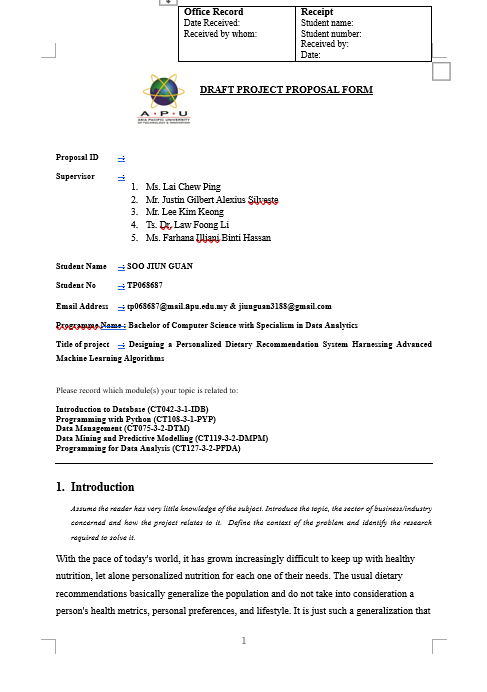 Office Record
Date Received:
Received by whom:
Receipt
Student name:
Student number:
Received by:
Date:
A • P • U
ASIA PACIFIC UNIVERSITY
OF TECHNOLOGY & INNOVATION
DRAFT PROJECT PROPOSAL FORM
Proposal ID :
Supervisor :
1. Ms. Lai Chew Ping
2. Mr. Justin Gilbert Alexius Silveste
3. Mr. Lee Kim Keong
4. Ts. Dr. Law Foong Li
5. Ms. Farhana Illiani Binti Hassan
Student Name : SOO JIUN GUAN
Student No : TP068687
Email Address : tp068687@mail.apu.edu.my & jiunguan3188@gmail.com
Programme Name : Bachelor of Computer Science with Specialism in Data Analytics
Title of project : Designing a Personalized Dietary Recommendation System Harnessing Advanced
Machine Learning Algorithms
Please record which module(s) your topic is related to:
Introduction to Database (CT042-3-1-IDB)
Programming with Python (CT108-3-1-PYP)
Data Management (CT075-3-2-DTM)
Data Mining and Predictive Modelling (CT119-3-2-DMPM)
Programming for Data Analysis (CT127-3-2-PFDA)
1. Introduction
Assume the reader has very little knowledge of the subject. Introduce the topic, the sector of business/industry
concerned and how the project relates to it. Define the context of the problem and identify the research
required to solve it.
With the pace of today's world, it has grown increasingly difficult to keep up with healthy
nutrition, let alone personalized nutrition for each one of their needs. The usual dietary
recommendations basically generalize the population and do not take into consideration a
person's health metrics, personal preferences, and lifestyle. It is just such a generalization that
1